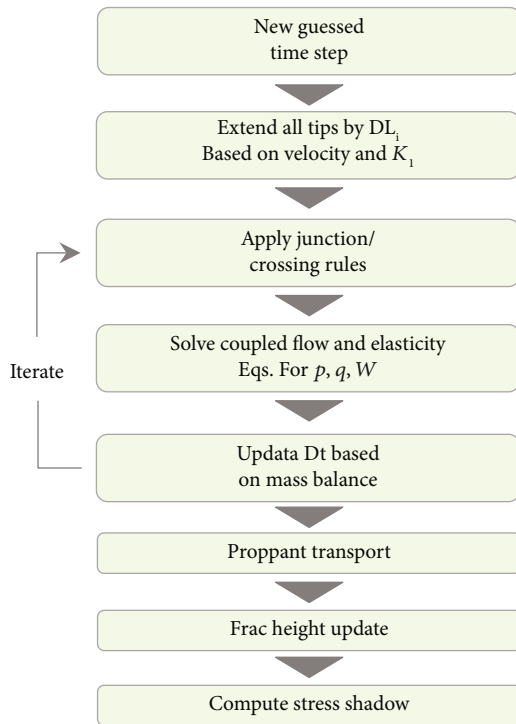 New guessed
time step
Extend all tips by DLᵢ
Based on velocity and K₁
Apply junction/
crossing rules
Iterate
Solve coupled flow and elasticity
Eqs. For p, q, W
Updata Dt based
on mass balance
Proppant transport
Frac height update
Compute stress shadow